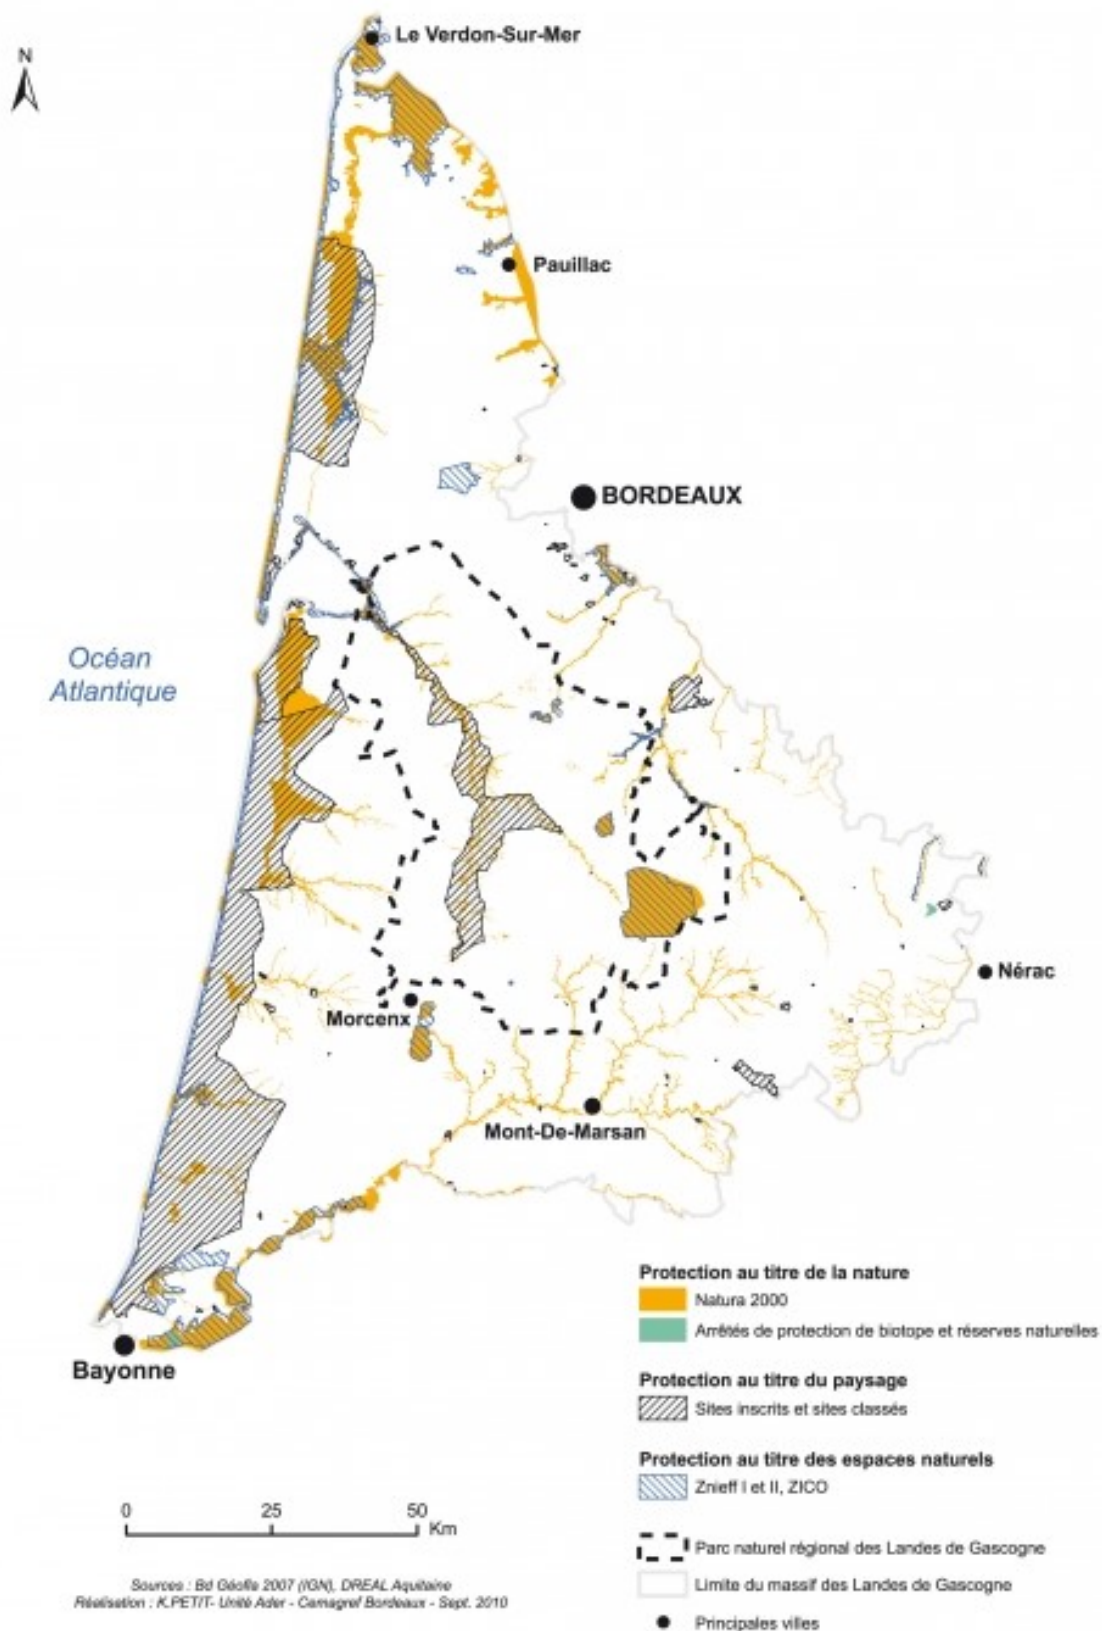 Le Verdon-Sur-Mer
N
Pauillac
BORDEAUX
Océan
Atlantique
Nérac
Morcenx
Mont-De-Marsan
Bayonne
Protection au titre de la nature
Natura 2000
Arrêtés de protection de biotope et réserves naturelles
Protection au titre du paysage
Sites inscrits et sites classés
Protection au titre des espaces naturels
Znieff I et II, ZICO
0 25 50
Km
Parc naturel régional des Landes de Gascogne
Limite du massif des Landes de Gascogne
Principales villes
Sources : Bd Géofla 2007 (IGN), DREAL Aquitaine
Réalisation : K.PETIT- Unité Ader - Cemagref Bordeaux - Sept. 2010